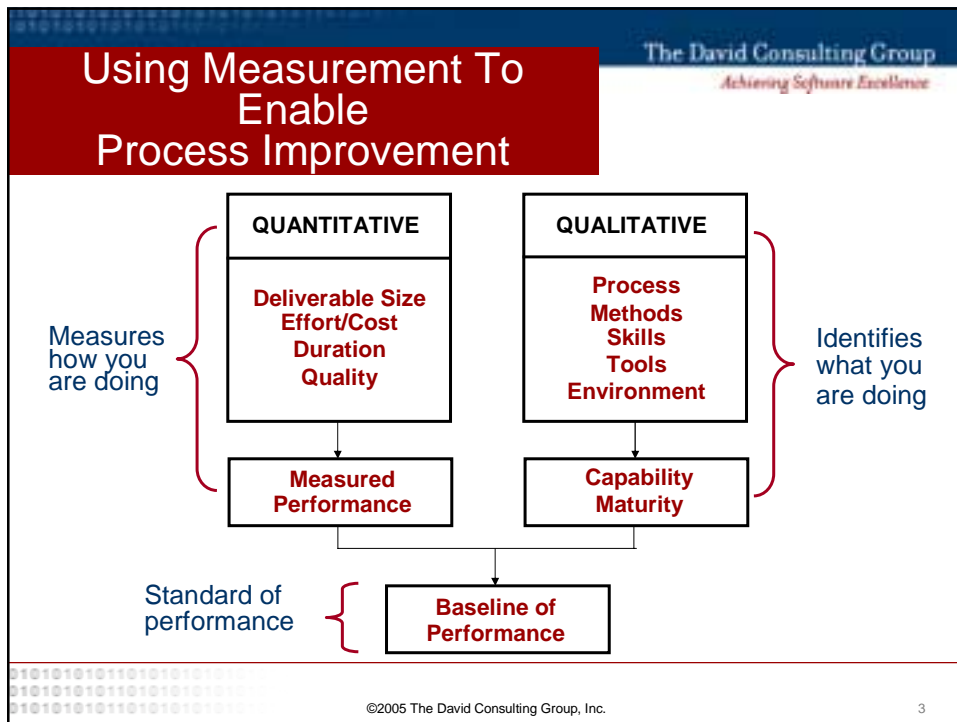 The David Consulting Group
Achieving Software Excellence
Using Measurement To
Enable
Process Improvement
QUANTITATIVE
Deliverable Size
Effort/Cost
Duration
Quality
QUALITATIVE
Process
Methods
Skills
Tools
Environment
Measures
how you
are doing
Identifies
what you
are doing
Measured
Performance
Capability
Maturity
Standard of
performance
Baseline of
Performance
©2005 The David Consulting Group, Inc.
3